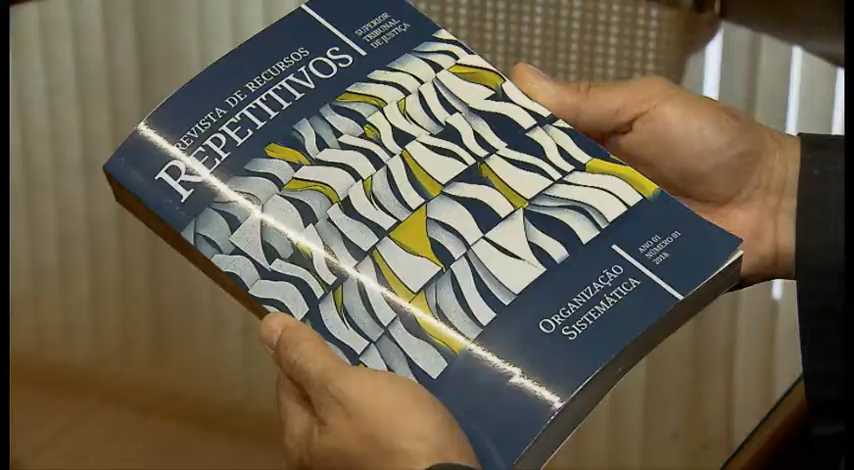 REVISTA DE RECURSOS
REPETITIVOS
SUPERIOR
TRIBUNAL
DE JUSTIÇA
ORGANIZAÇÃO
SISTEMÁTICA
ANO 01
NÚMERO 01
2018